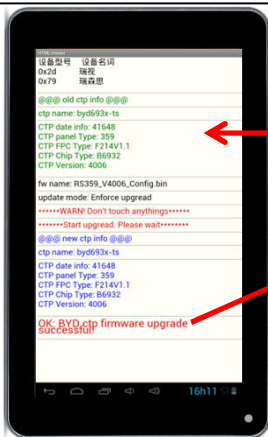 HTML Viewer
设备型号 设备名词
0x2d 瑞视
0x79 瑞森思
@@@ old ctp info @@@
ctp name: byd693x-ts
CTP date info: 41648
CTP panel Type: 359
CTP FPC Type: F214V1.1
CTP Chip Type: B6932
CTP Version: 4006
fw name: RS359_V4006_Config.bin
update mode: Enforce upgread
******WARN! Don't touch anythings******
******Start upgread. Please wait********
@@@ new ctp info @@@
ctp name: byd693x-ts
CTP date info: 41648
CTP panel Type: 359
CTP FPC Type: F214V1.1
CTP Chip Type: B6932
CTP Version: 4006
OK: BYD ctp firmware upgrade
successful!
16h11